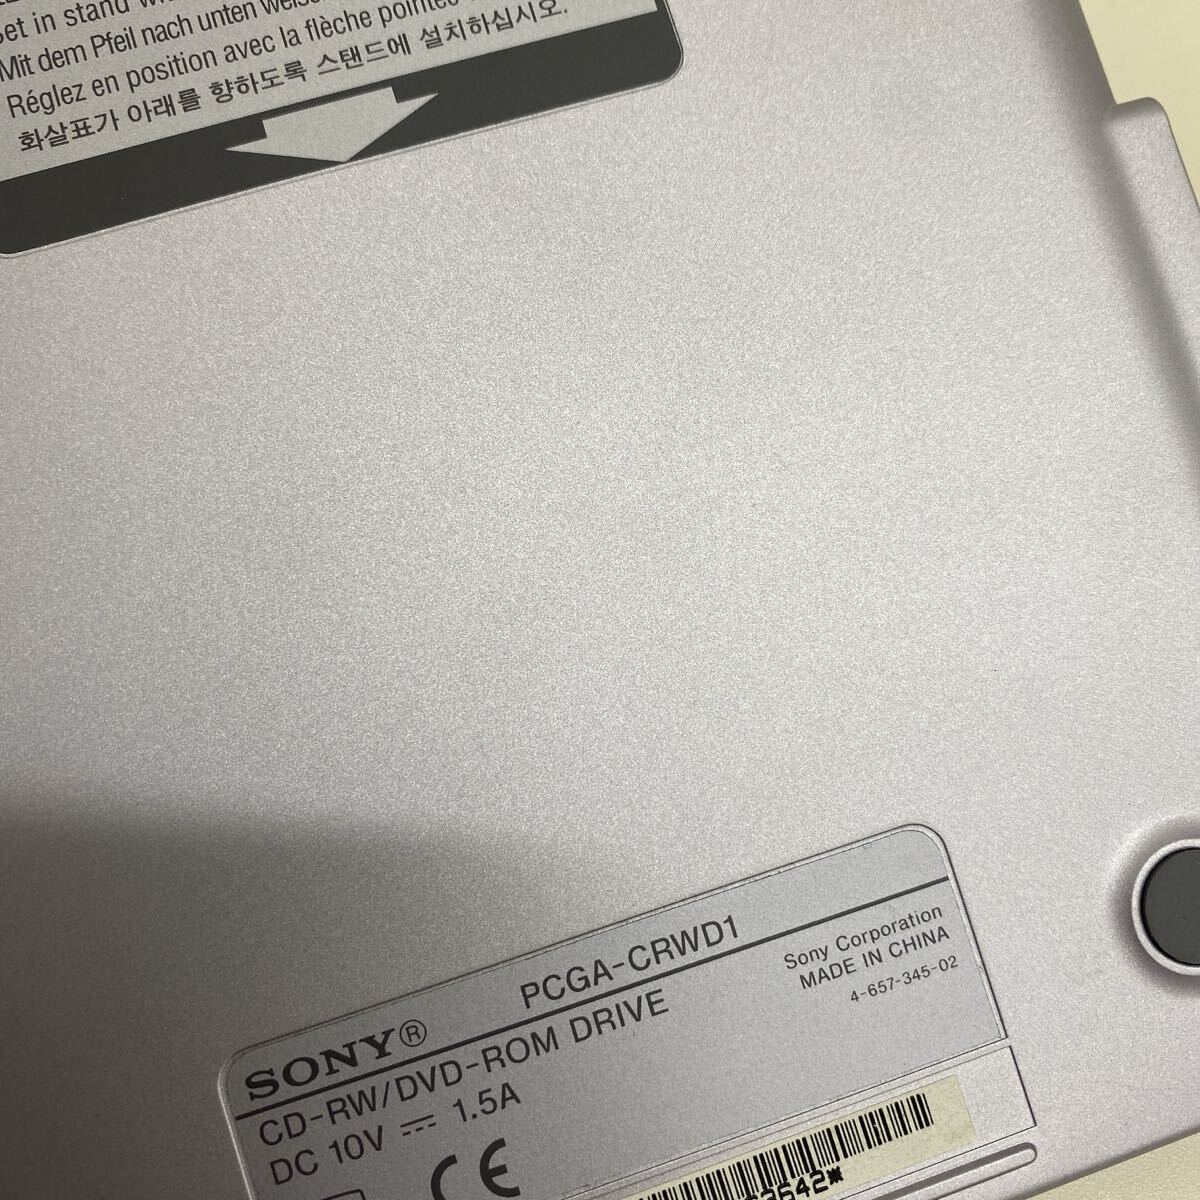 in stand
Mit dem Pfeil nach unten
Réglez en position avec la flèche
화살표가 아래를 향하도록 스탠드에 설치하십시오.
SONY® PCGA-CRWD1
CD-RW/DVD-ROM DRIVE
DC 10V ⎓ 1.5A
Sony Corporation
MADE IN CHINA
4-657-345-02
CE